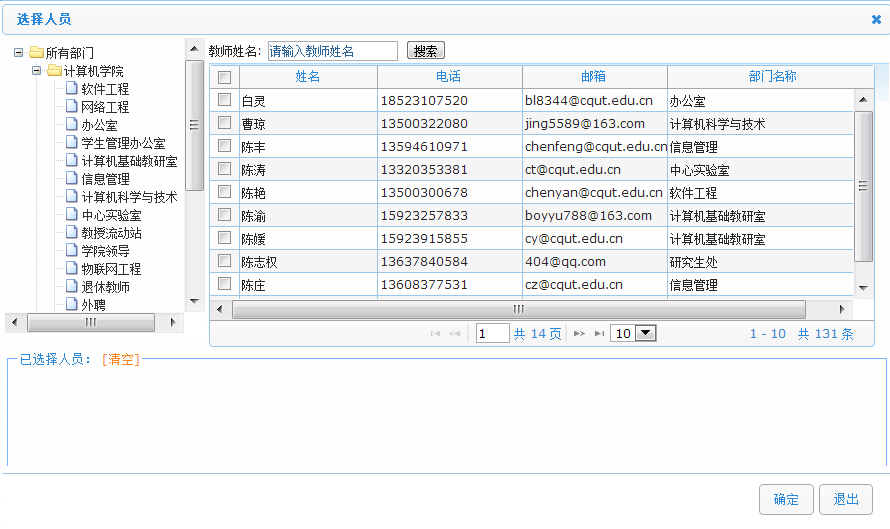 选择人员
所有部门
计算机学院
软件工程
网络工程
办公室
学生管理办公室
计算机基础教研室
信息管理
计算机科学与技术
中心实验室
教授流动站
学院领导
物联网工程
退休教师
外聘
教师姓名: 请输入教师姓名 搜索
姓名 电话 邮箱 部门名称
白灵 18523107520 bl8344@cqut.edu.cn 办公室
曹琼 13500322080 jing5589@163.com 计算机科学与技术
陈丰 13594610971 chenfeng@cqut.edu.cn 信息管理
陈涛 13320353381 ct@cqut.edu.cn 中心实验室
陈艳 13500300678 chenyan@cqut.edu.cn 软件工程
陈渝 15923257833 boyyu788@163.com 计算机基础教研室
陈媛 15923915855 cy@cqut.edu.cn 计算机基础教研室
陈志权 13637840584 404@qq.com 研究生处
陈庄 13608377531 cz@cqut.edu.cn 信息管理
1 共 14 页 10 1 - 10 共 131 条
已选择人员: [清空]
确定 退出